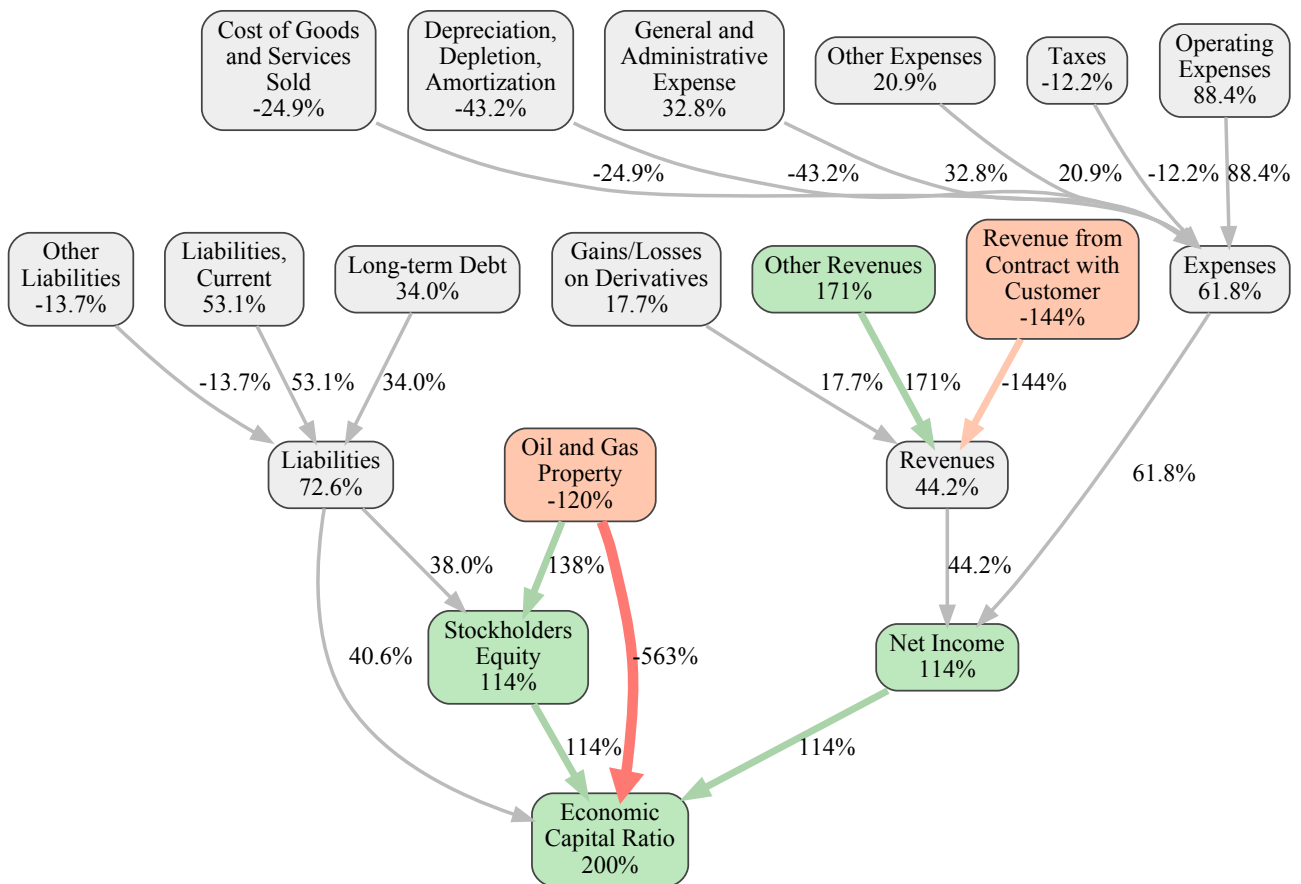 Cost of Goods
and Services
Sold
-24.9%
Depreciation,
Depletion,
Amortization
-43.2%
General and
Administrative
Expense
32.8%
Other Expenses
20.9%
Taxes
-12.2%
Operating
Expenses
88.4%
-24.9%
-43.2%
32.8%
20.9%
-12.2%
88.4%
Other
Liabilities
-13.7%
Liabilities,
Current
53.1%
Long-term Debt
34.0%
Gains/Losses
on Derivatives
17.7%
Other Revenues
171%
Revenue from
Contract with
Customer
-144%
Expenses
61.8%
-13.7%
53.1%
34.0%
17.7%
171%
-144%
Liabilities
72.6%
Oil and Gas
Property
-120%
Revenues
44.2%
61.8%
38.0%
138%
44.2%
Stockholders
Equity
114%
Net Income
114%
40.6%
-563%
114%
114%
Economic
Capital Ratio
200%